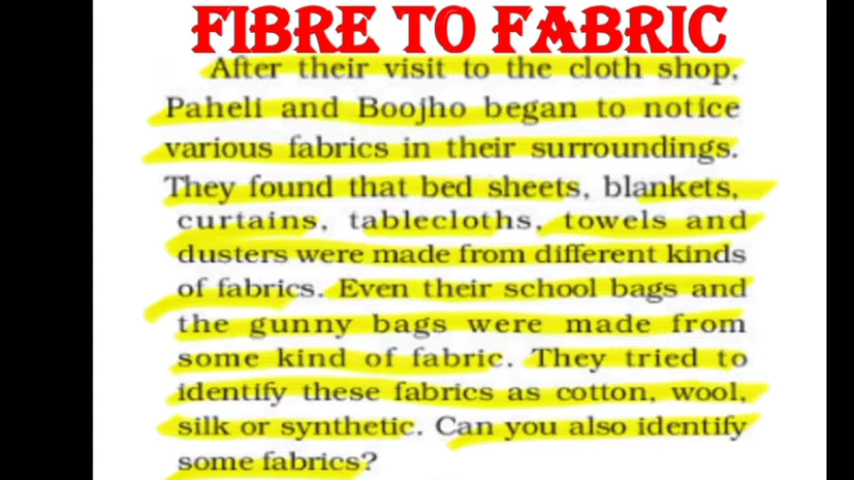 FIBRE TO FABRIC
After their visit to the cloth shop,
Paheli and Boojho began to notice
various fabrics in their surroundings.
They found that bed sheets, blankets,
curtains, tablecloths, towels and
dusters were made from different kinds
of fabrics. Even their school bags and
the gunny bags were made from
some kind of fabric. They tried to
identify these fabrics as cotton, wool,
silk or synthetic. Can you also identify
some fabrics?